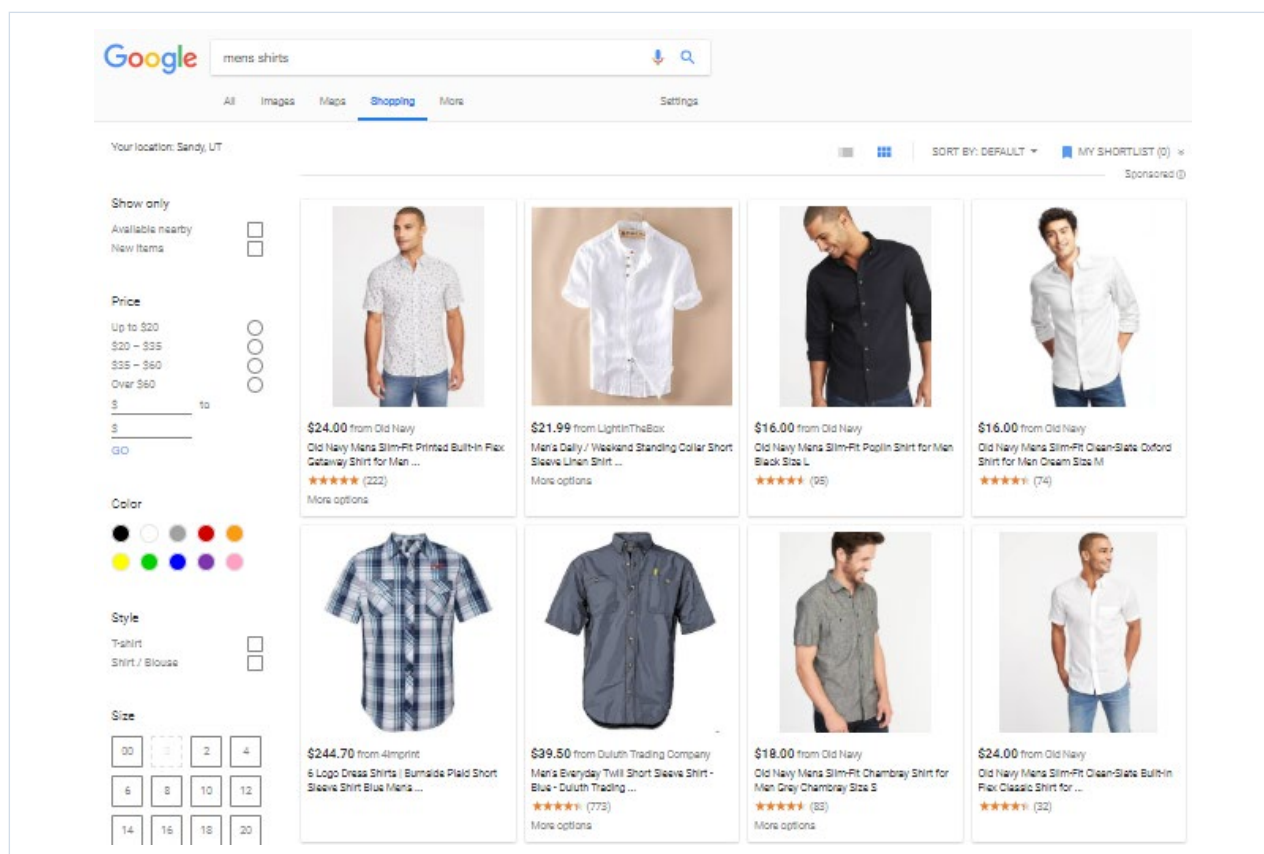 Google
mens shirts
All Images Maps Shopping More Settings
Your location: Sandy, UT
SORT BY: DEFAULT MY SHORTLIST (0)
Sponsored
Show only
Available nearby
New items
Price
Up to $20
$20 – $35
$35 – $60
Over $60
$ to
$
GO
Color
Style
T-shirt
Shirt / Blouse
Size
00 0 2 4
6 8 10 12
14 16 18 20
$24.00 from Old Navy
Old Navy Mens Slim-Fit Printed Built-In Flex
Getaway Shirt for Men ...
(222)
More options
$21.99 from LightInTheBox
Men's Daily / Weekend Standing Collar Short
Sleeve Linen Shirt ...
More options
$16.00 from Old Navy
Old Navy Mens Slim-Fit Poplin Shirt for Men
Black Size L
(95)
$16.00 from Old Navy
Old Navy Mens Slim-Fit Clean-Slate Oxford
Shirt for Men Cream Size M
(74)
$244.70 from 4imprint
6 Logo Dress Shirts | Burnside Plaid Short
Sleeve Shirt Blue Mens ...
$39.50 from Duluth Trading Company
Men's Everyday Twill Short Sleeve Shirt -
Blue - Duluth Trading ...
(773)
More options
$18.00 from Old Navy
Old Navy Mens Slim-Fit Chambray Shirt for
Men Grey Chambray Size S
(83)
More options
$24.00 from Old Navy
Old Navy Mens Slim-Fit Clean-Slate Built-In
Flex Classic Shirt for ...
(32)